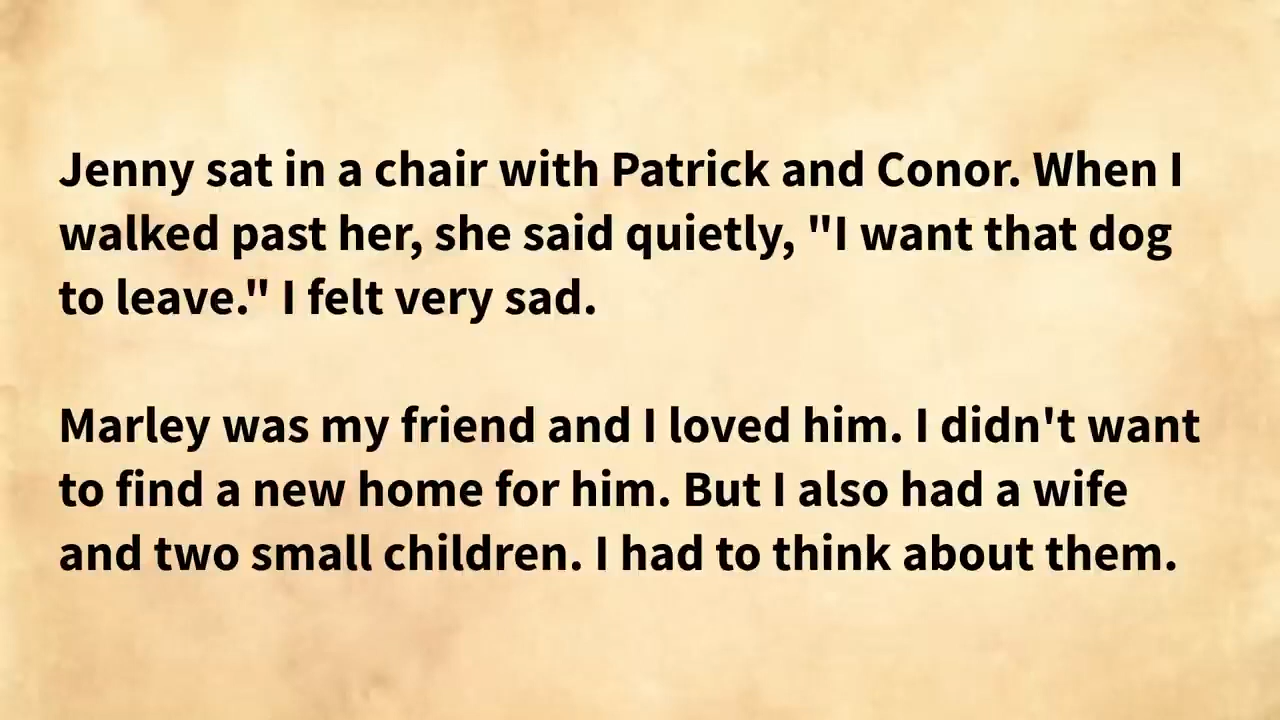 Jenny sat in a chair with Patrick and Conor. When I
walked past her, she said quietly, "I want that dog
to leave." I felt very sad.
Marley was my friend and I loved him. I didn't want
to find a new home for him. But I also had a wife
and two small children. I had to think about them.